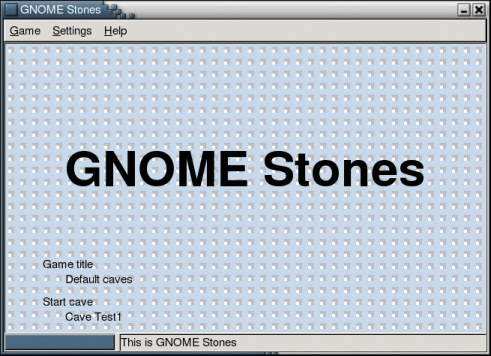 GNOME Stones
Game Settings Help
GNOME Stones
Game title
Default caves
Start cave
Cave Test1
This is GNOME Stones